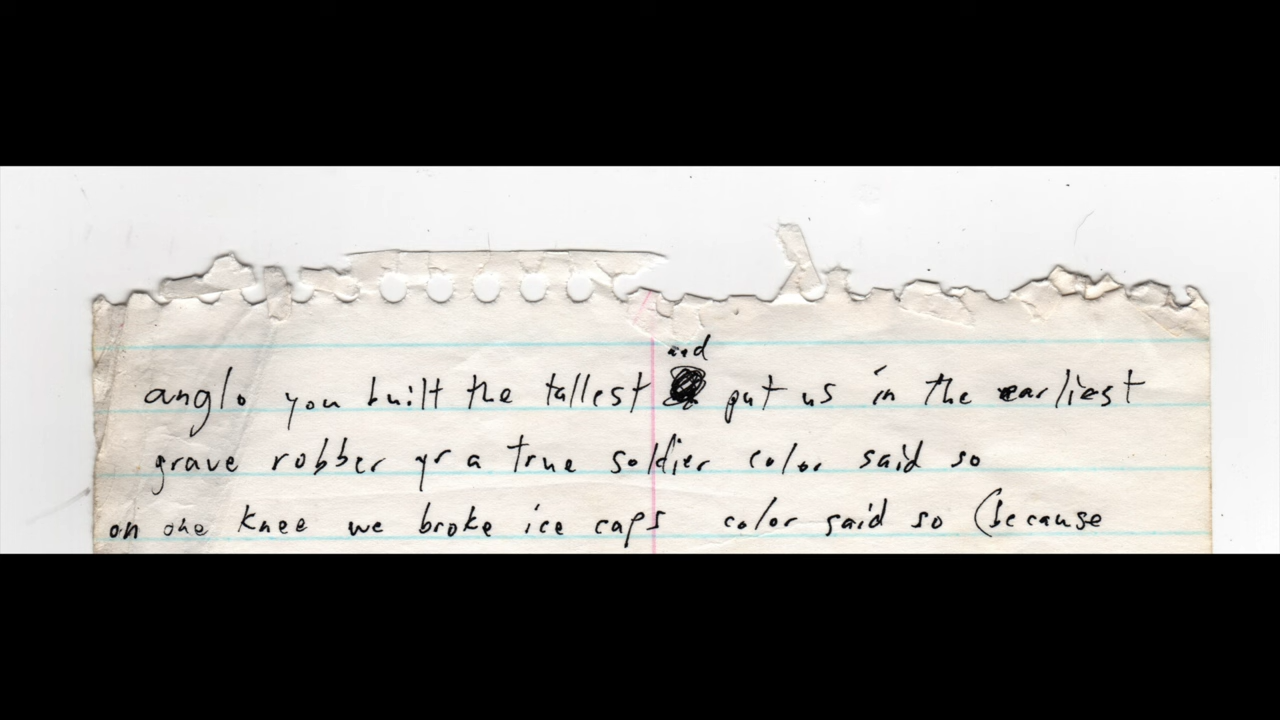 and
anglo you built the tallest put us in the earliest
grave robber yr a true soldier color said so
on one knee we broke ice caps color said so (because